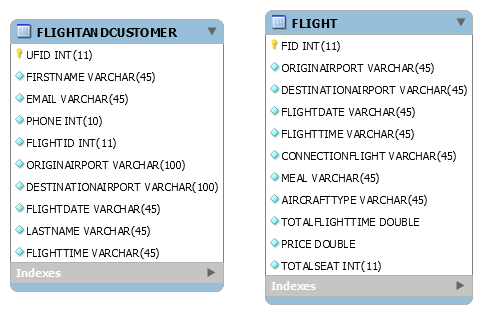 FLIGHTANDCUSTOMER
UFID INT(11)
FIRSTNAME VARCHAR(45)
EMAIL VARCHAR(45)
PHONE INT(10)
FLIGHTID INT(11)
ORIGINAIRPORT VARCHAR(100)
DESTINATIONAIRPORT VARCHAR(100)
FLIGHTDATE VARCHAR(45)
LASTNAME VARCHAR(45)
FLIGHTTIME VARCHAR(45)
Indexes
FLIGHT
FID INT(11)
ORIGINAIRPORT VARCHAR(45)
DESTINATIONAIRPORT VARCHAR(45)
FLIGHTDATE VARCHAR(45)
FLIGHTTIME VARCHAR(45)
CONNECTIONFLIGHT VARCHAR(45)
MEAL VARCHAR(45)
AIRCRAFTTYPE VARCHAR(45)
TOTALFLIGHTTIME DOUBLE
PRICE DOUBLE
TOTALSEAT INT(11)
Indexes